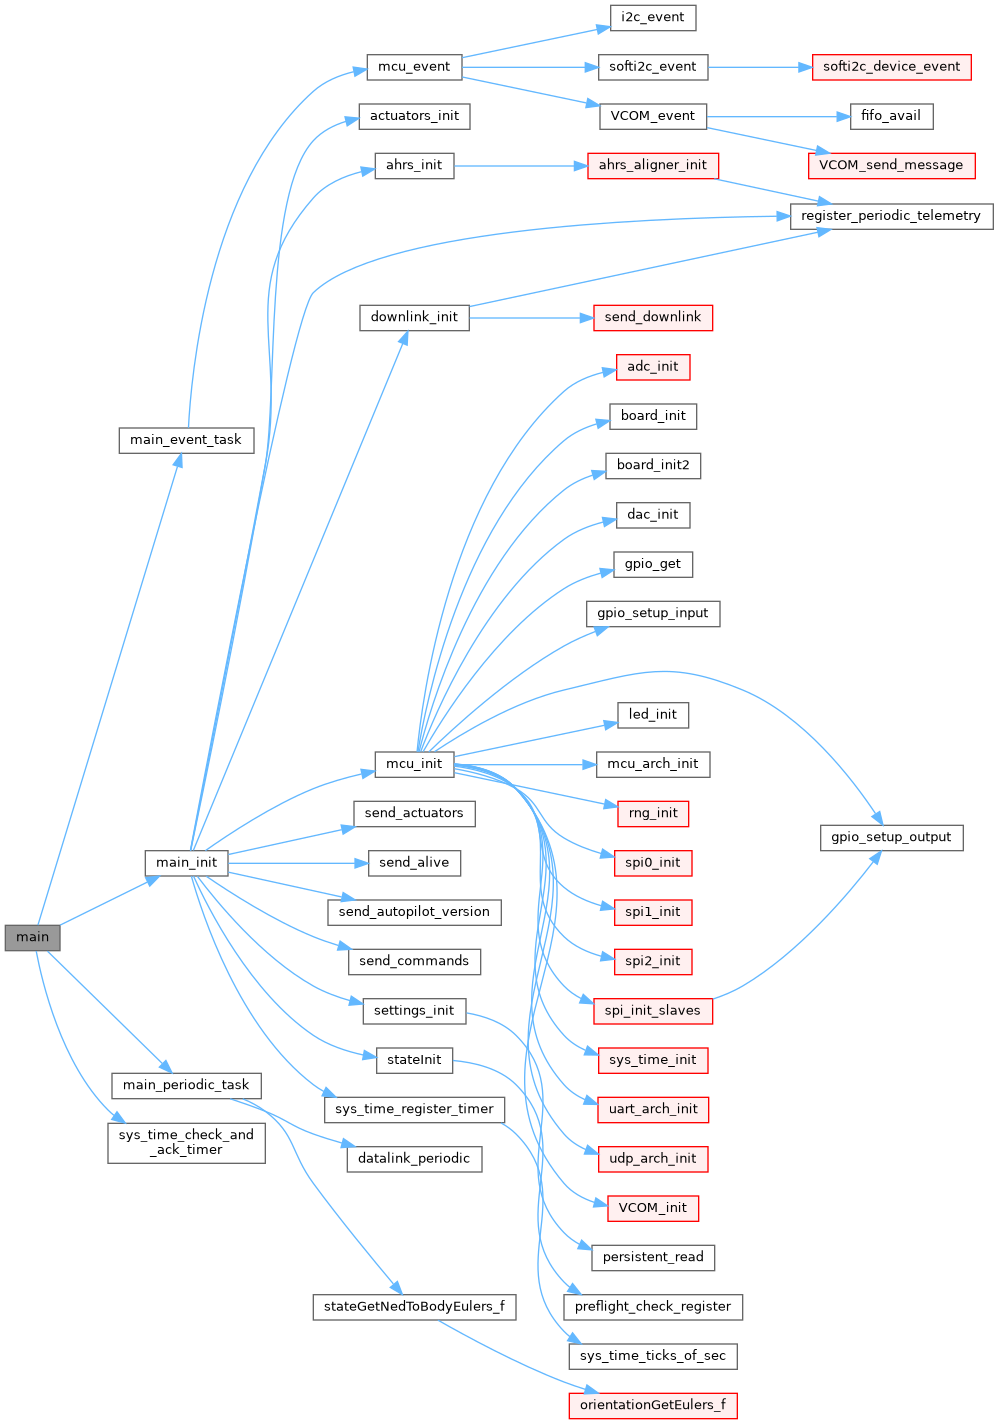 i2c_event
mcu_event
softi2c_event
softi2c_device_event
actuators_init
VCOM_event
fifo_avail
ahrs_init
ahrs_aligner_init
VCOM_send_message
register_periodic_telemetry
downlink_init
send_downlink
adc_init
board_init
main_event_task
board_init2
dac_init
gpio_get
gpio_setup_input
led_init
mcu_init
mcu_arch_init
send_actuators
rng_init
gpio_setup_output
main_init
send_alive
spi0_init
send_autopilot_version
spi1_init
main
send_commands
spi2_init
settings_init
spi_init_slaves
stateInit
sys_time_init
main_periodic_task
sys_time_register_timer
uart_arch_init
sys_time_check_and
_ack_timer
datalink_periodic
udp_arch_init
VCOM_init
persistent_read
stateGetNedToBodyEulers_f
preflight_check_register
sys_time_ticks_of_sec
orientationGetEulers_f